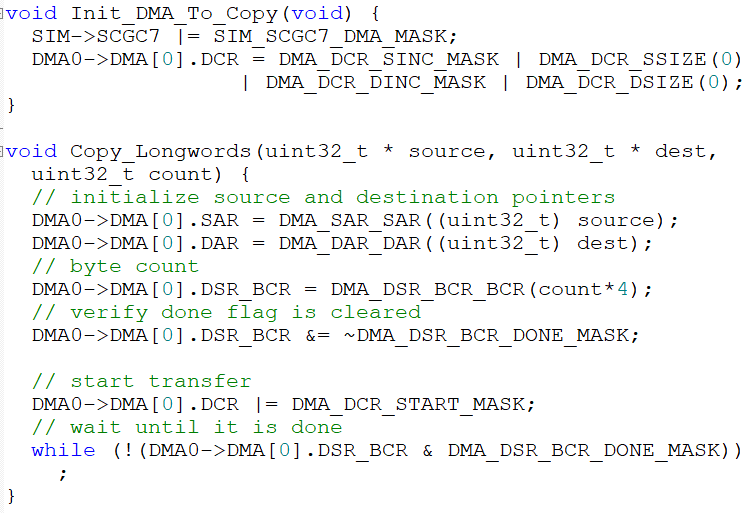 void Init_DMA_To_Copy(void) {
  SIM->SCGC7 |= SIM_SCGC7_DMA_MASK;
  DMA0->DMA[0].DCR = DMA_DCR_SINC_MASK | DMA_DCR_SSIZE(0)
                  | DMA_DCR_DINC_MASK | DMA_DCR_DSIZE(0);
}
void Copy_Longwords(uint32_t * source, uint32_t * dest,
  uint32_t count) {
  // initialize source and destination pointers
  DMA0->DMA[0].SAR = DMA_SAR_SAR((uint32_t) source);
  DMA0->DMA[0].DAR = DMA_DAR_DAR((uint32_t) dest);
  // byte count
  DMA0->DMA[0].DSR_BCR = DMA_DSR_BCR_BCR(count*4);
  // verify done flag is cleared
  DMA0->DMA[0].DSR_BCR &= ~DMA_DSR_BCR_DONE_MASK;
  // start transfer
  DMA0->DMA[0].DCR |= DMA_DCR_START_MASK;
  // wait until it is done
  while (!(DMA0->DMA[0].DSR_BCR & DMA_DSR_BCR_DONE_MASK))
    ;
}